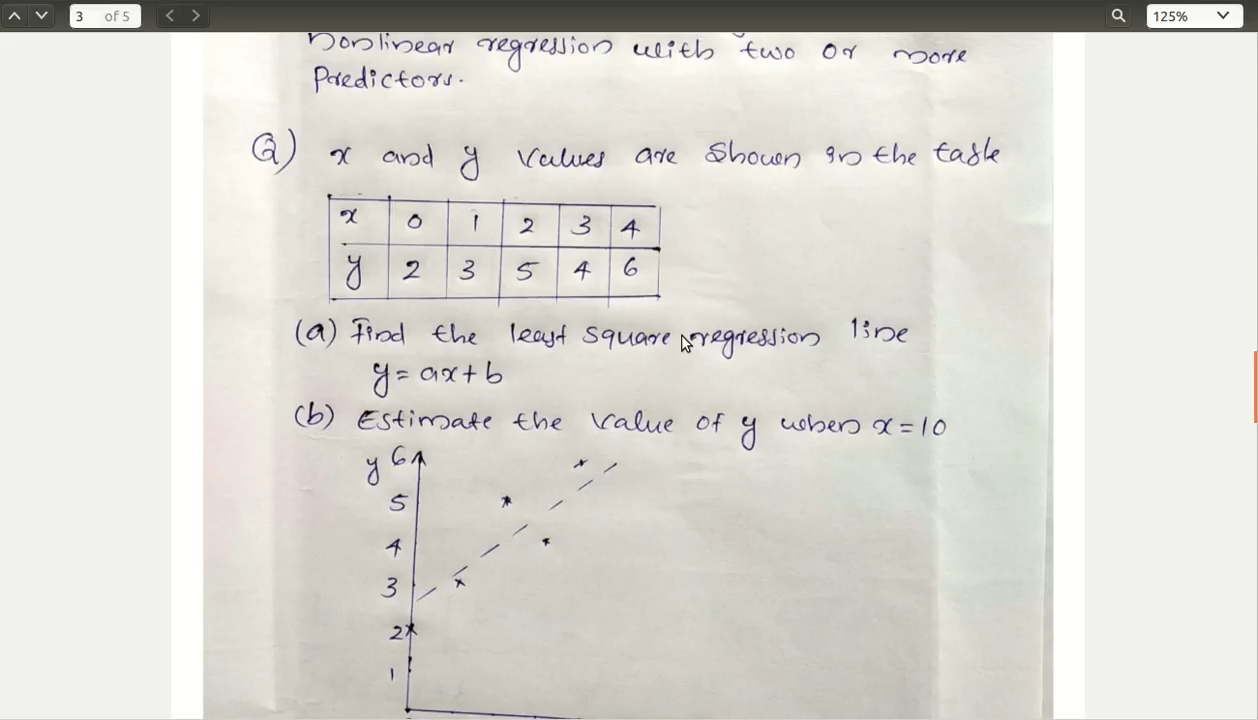 3 of 5
125%
nonlinear regression with two or more
Predictors.
Q) x and y values are shown in the table
x 0 1 2 3 4
y 2 3 5 4 6
(a) Find the least square regression line
y = ax + b
(b) Estimate the value of y when x = 10
y 6
5
4
3
2
1